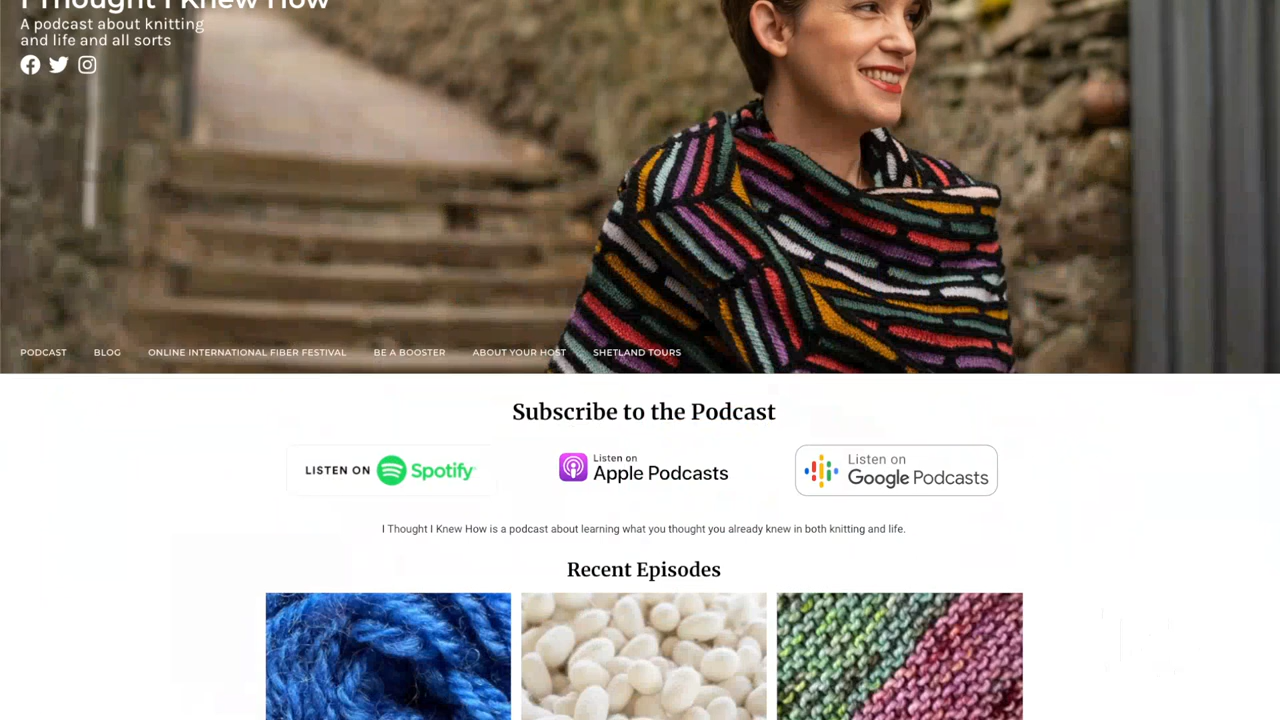 I Thought I Knew How
A podcast about knitting
and life and all sorts
PODCAST BLOG ONLINE INTERNATIONAL FIBER FESTIVAL BE A BOOSTER ABOUT YOUR HOST SHETLAND TOURS
Subscribe to the Podcast
LISTEN ON Spotify
Listen on
Apple Podcasts
Listen on
Google Podcasts
I Thought I Knew How is a podcast about learning what you thought you already knew in both knitting and life.
Recent Episodes